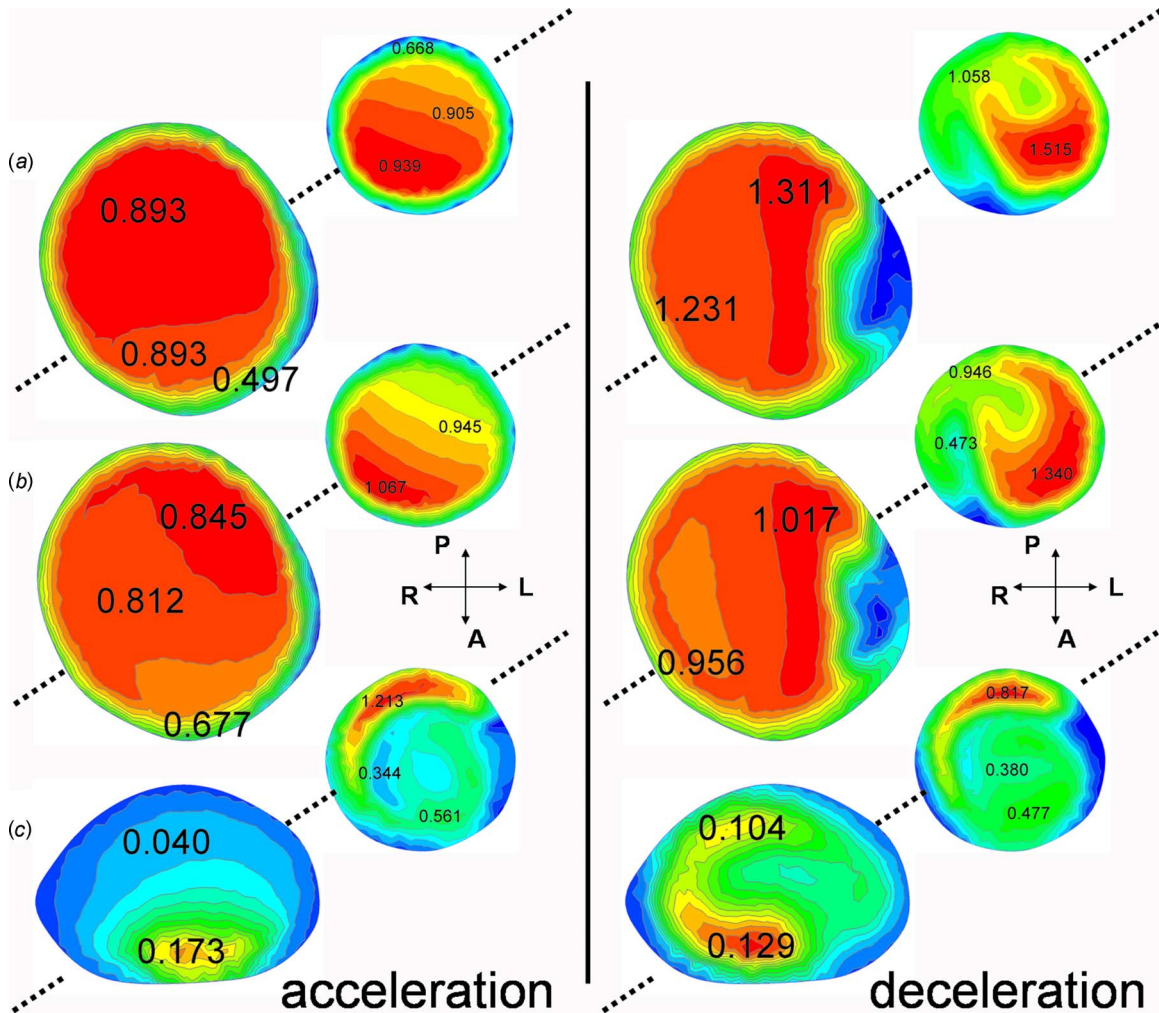 0.668
1.058
0.905
0.939
1.515
(a)
0.893
1.311
1.231
0.893
0.497
0.946
0.945
0.473
1.067
1.340
(b)
0.845
1.017
P
R
L
A
P
R
L
A
0.812
0.956
0.677
1.213
0.817
0.344
0.380
0.561
0.477
(c)
0.040
0.104
0.173
0.129
acceleration
deceleration